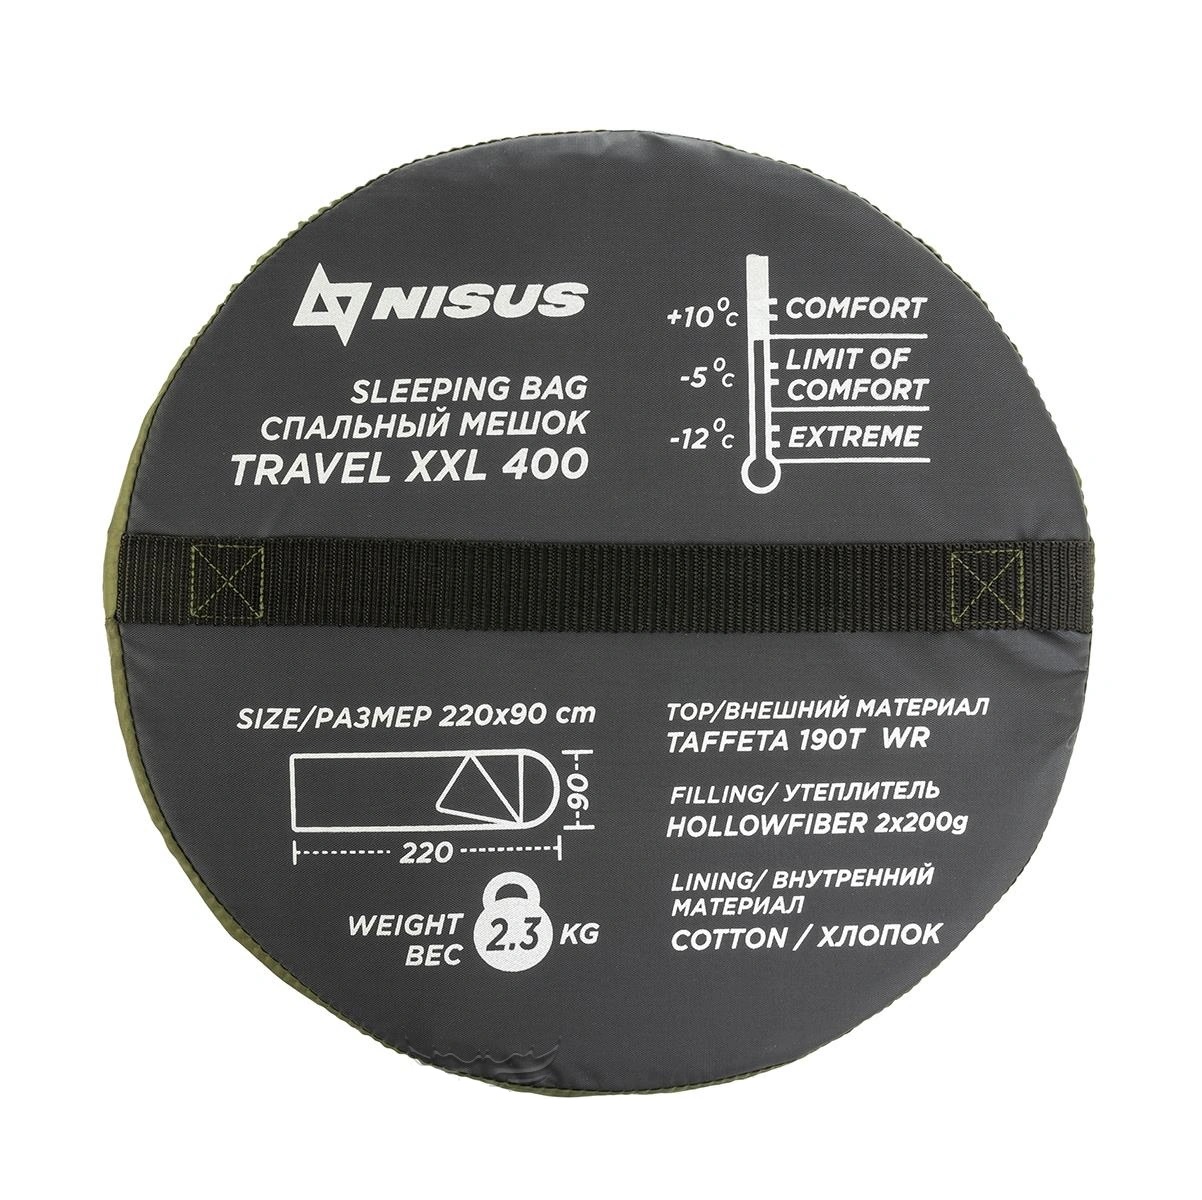 NISUS
SLEEPING BAG
СПАЛЬНЫЙ МЕШОК
TRAVEL XXL 400
+10°C COMFORT
-5°C LIMIT OF
COMFORT
-12°C EXTREME
SIZE/РАЗМЕР 220x90 cm
90
220
WEIGHT
ВЕС
2.3 KG
TOP/ВНЕШНИЙ МАТЕРИАЛ
TAFFETA 190T WR
FILLING/ УТЕПЛИТЕЛЬ
HOLLOWFIBER 2x200g
LINING/ ВНУТРЕННИЙ
МАТЕРИАЛ
COTTON / ХЛОПОК